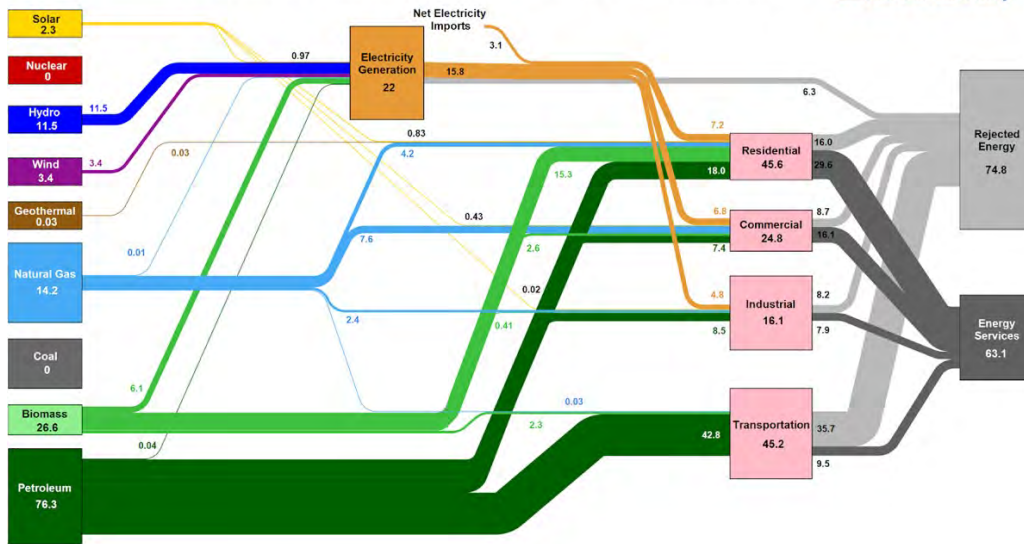 Solar
2.3
Nuclear
0
Hydro
11.5
11.5
Wind
3.4
3.4
Geothermal
0.03
0.03
Natural Gas
14.2
Coal
0
Biomass
26.6
Petroleum
76.3
Net Electricity
Imports
3.1
0.97
Electricity
Generation
22
15.8
6.3
0.83
4.2
7.2
0.01
7.6
15.3
18.0
0.43
6.8
2.6
7.4
0.02
4.8
2.4
0.41
8.5
6.1
0.04
0.03
2.3
42.8
Residential
45.6
16.0
29.6
Commercial
24.8
8.7
16.1
Industrial
16.1
8.2
7.9
Transportation
45.2
35.7
9.5
Rejected
Energy
74.8
Energy
Services
63.1